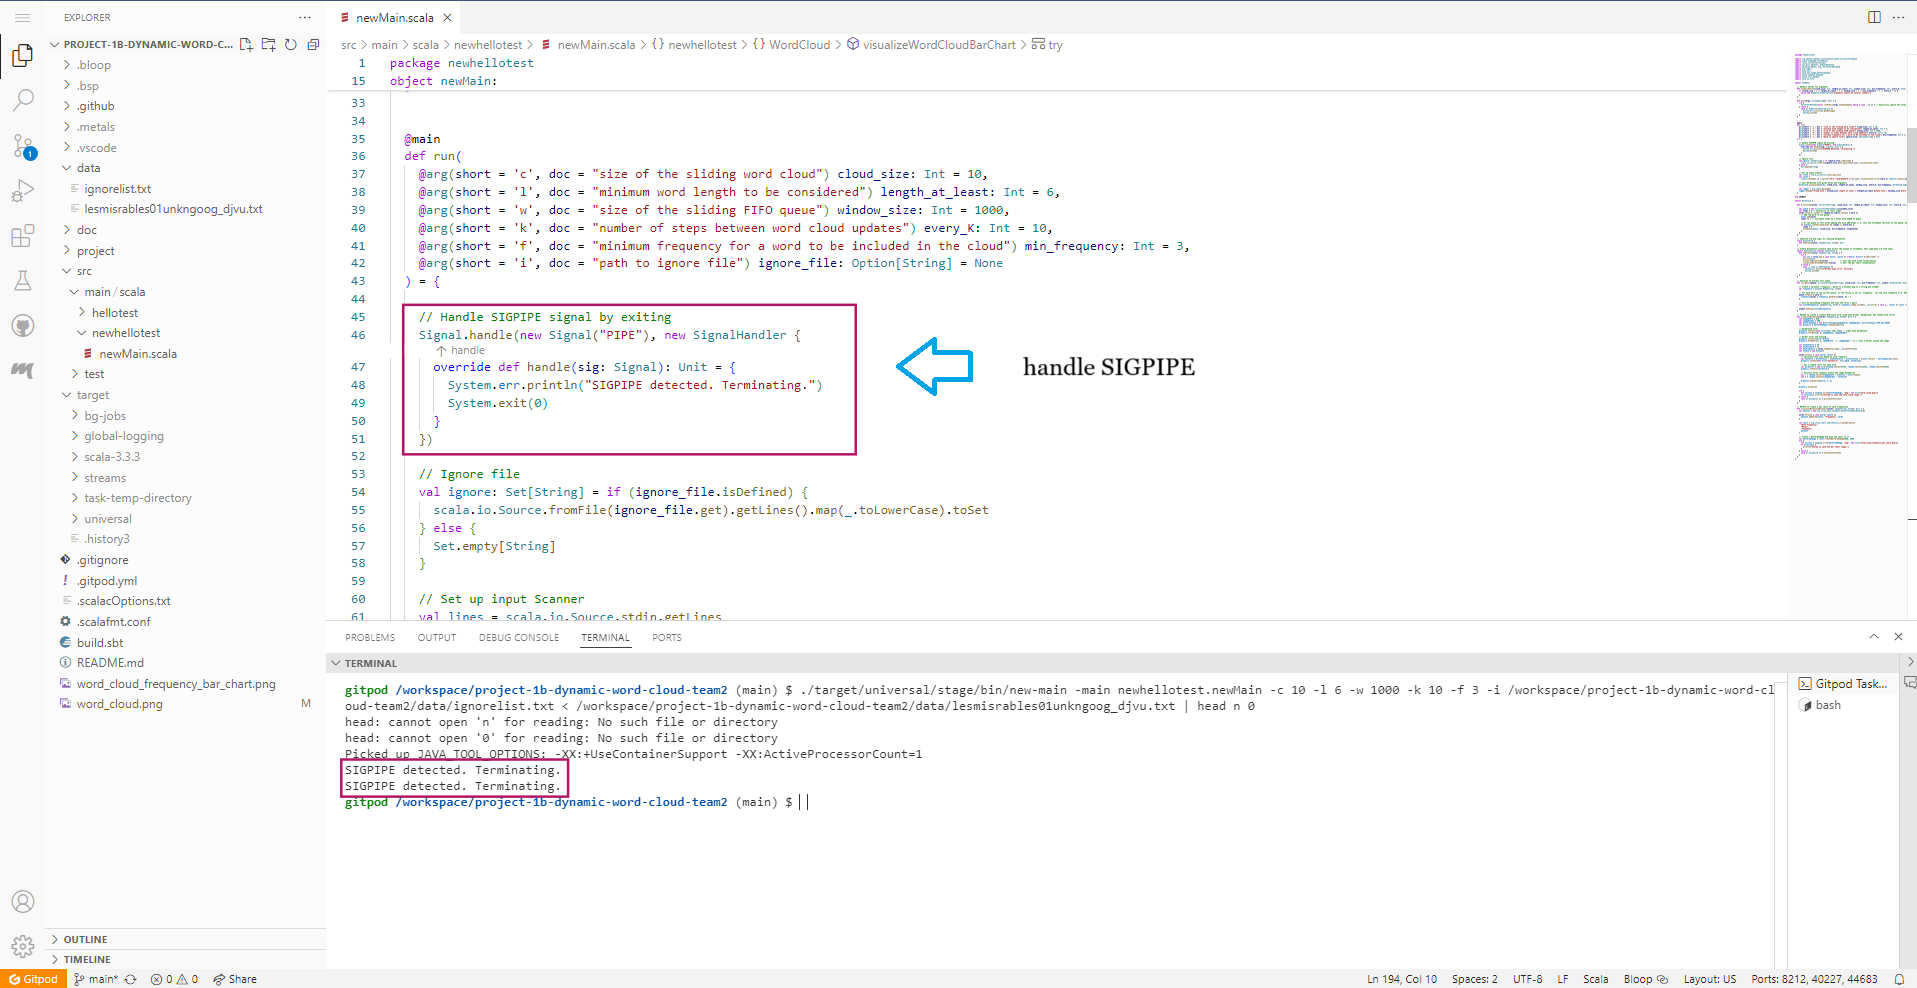 EXPLORER
···
newMain.scala
PROJECT-1B-DYNAMIC-WORD-C...
.bloop
.bsp
.github
.metals
.vscode
data
ignorelist.txt
lesmisrables01unkngoog_djvu.txt
doc
project
src
main / scala
hellotest
newhellotest
newMain.scala
test
target
bg-jobs
global-logging
scala-3.3.3
streams
task-temp-directory
universal
.history3
.gitignore
.gitpod.yml
.scalacOptions.txt
.scalafmt.conf
build.sbt
README.md
word_cloud_frequency_bar_chart.png
word_cloud.png M
OUTLINE
TIMELINE
1
src > main > scala > newhellotest > newMain.scala > {} newhellotest > {} WordCloud > visualizeWordCloudBarChart > try
1 package newhellotest
15 object newMain:
33
34
35 @main
36 def run(
37 @arg(short = 'c', doc = "size of the sliding word cloud") cloud_size: Int = 10,
38 @arg(short = 'l', doc = "minimum word length to be considered") length_at_least: Int = 6,
39 @arg(short = 'w', doc = "size of the sliding FIFO queue") window_size: Int = 1000,
40 @arg(short = 'k', doc = "number of steps between word cloud updates") every_K: Int = 10,
41 @arg(short = 'f', doc = "minimum frequency for a word to be included in the cloud") min_frequency: Int = 3,
42 @arg(short = 'i', doc = "path to ignore file") ignore_file: Option[String] = None
43 ) = {
44
45 // Handle SIGPIPE signal by exiting
46 Signal.handle(new Signal("PIPE"), new SignalHandler {
handle
47 override def handle(sig: Signal): Unit = {
48 System.err.println("SIGPIPE detected. Terminating.")
49 System.exit(0)
50 }
51 })
52
53 // Ignore file
54 val ignore: Set[String] = if (ignore_file.isDefined) {
55 scala.io.Source.fromFile(ignore_file.get).getLines().map(_.toLowerCase).toSet
56 } else {
57 Set.empty[String]
58 }
59
60 // Set up input Scanner
61 val lines = scala.io.Source.stdin.getLines
handle SIGPIPE
PROBLEMS OUTPUT DEBUG CONSOLE TERMINAL PORTS
TERMINAL
gitpod /workspace/project-1b-dynamic-word-cloud-team2 (main) $ ./target/universal/stage/bin/new-main -main newhellotest.newMain -c 10 -l 6 -w 1000 -k 10 -f 3 -i /workspace/project-1b-dynamic-word-cl
oud-team2/data/ignorelist.txt < /workspace/project-1b-dynamic-word-cloud-team2/data/lesmisrables01unkngoog_djvu.txt | head n 0
head: cannot open 'n' for reading: No such file or directory
head: cannot open '0' for reading: No such file or directory
Picked up JAVA_TOOL_OPTIONS: -XX:+UseContainerSupport -XX:ActiveProcessorCount=1
SIGPIPE detected. Terminating.
SIGPIPE detected. Terminating.
gitpod /workspace/project-1b-dynamic-word-cloud-team2 (main) $
Gitpod Task...
bash
Gitpod main* 0 0 Share
Ln 194, Col 10 Spaces: 2 UTF-8 LF Scala Bloop Layout: US Ports: 8212, 40227, 44683